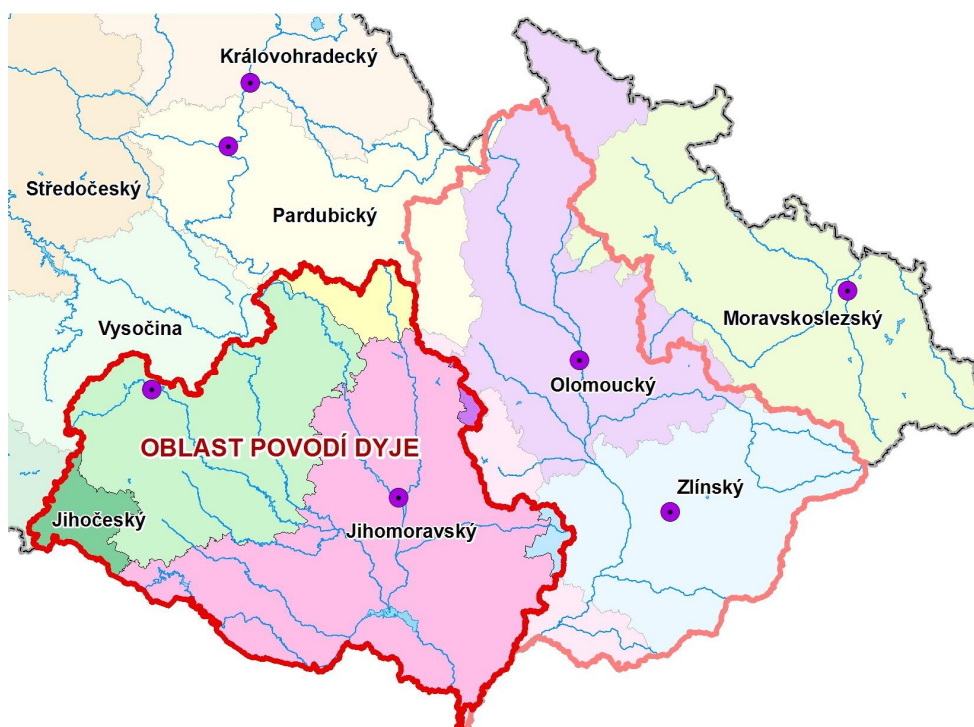 Královohradecký
Středočeský
Pardubický
Moravskoslezský
Vysočina
Olomoucký
OBLAST POVODÍ DYJE
Zlínský
Jihočeský
Jihomoravský